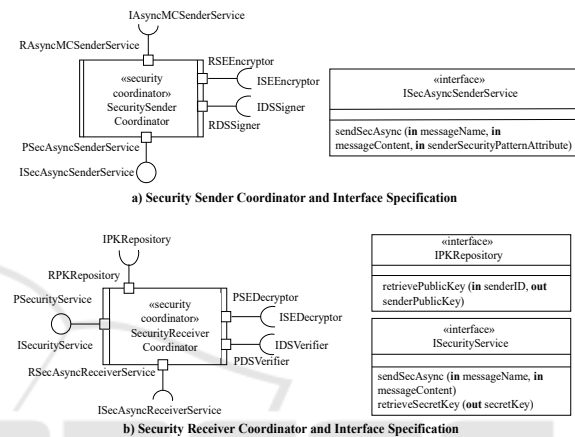 IAsyncMCSenderService
RAsyncMCSenderService
RSEEncryptor
«security
coordinator»
SecuritySender
Coordinator
ISEEncryptor
IDSSigner
RDSSigner
PSecAsyncSenderService
ISecAsyncSenderService
«interface»
ISecAsyncSenderService
sendSecAsync (in messageName, in
messageContent, in senderSecurityPatternAttribute)
a) Security Sender Coordinator and Interface Specification
IPKRepository
RPKRepository
PSecurityService
ISecurityService
«security
coordinator»
SecurityReceiver
Coordinator
PSEDecryptor
ISEDecryptor
IDSVerifier
PDSVerifier
RSecAsyncReceiverService
ISecAsyncReceiverService
«interface»
IPKRepository
retrievePublicKey (in senderID, out
senderPublicKey)
«interface»
ISecurityService
sendSecAsync (in messageName, in
messageContent)
retrieveSecretKey (out secretKey)
b) Security Receiver Coordinator and Interface Specification